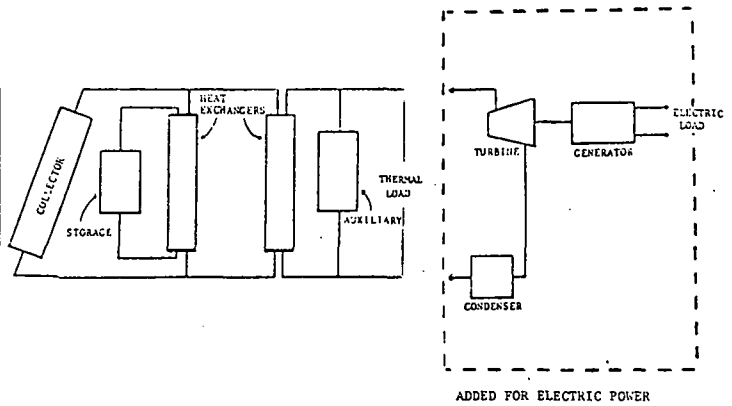 HEAT
EXCHANGERS
COLLECTOR
STORAGE
THERMAL
LOAD
AUXILIARY
TURBINE
GENERATOR
ELECTRIC
LOAD
CONDENSER
ADDED FOR ELECTRIC POWER